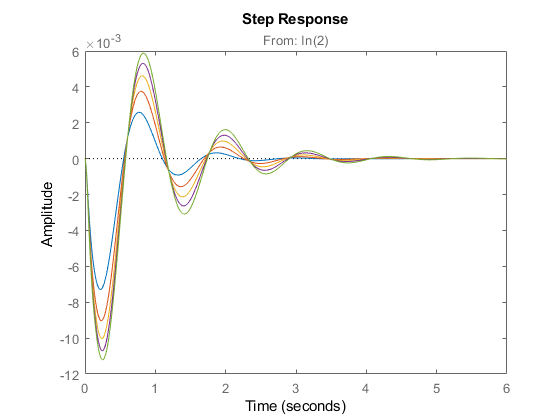 Step Response
From: In(2)
×10⁻³
6
4
2
0
-2
-4
-6
-8
-10
-12
0 1 2 3 4 5 6
Amplitude
Time (seconds)